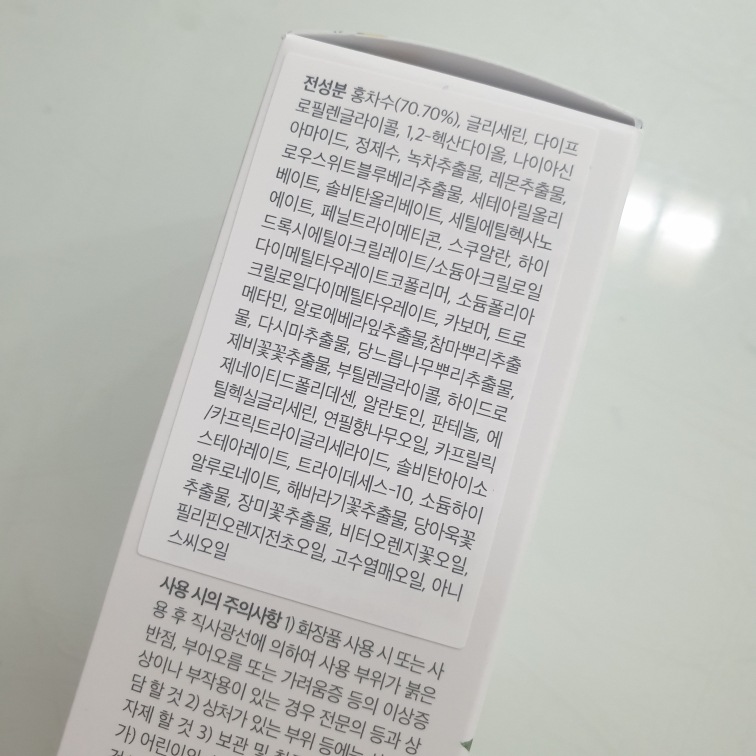 전성분 홍차수(70.70%), 글리세린, 다이프
로필렌글라이콜, 1,2-헥산다이올, 나이아신
아마이드, 정제수, 녹차추출물, 레몬추출물,
로우스위트블루베리추출물, 세테아릴올리
베이트, 솔비탄올리베이트, 세틸에틸헥사노
에이트, 페닐트라이메티콘, 스쿠알란, 하이
드록시에틸아크릴레이트/소듐아크릴로일
다이메틸타우레이트코폴리머, 소듐폴리아
크릴로일다이메틸타우레이트, 카보머, 트로
메타민, 알로에베라잎추출물,참마뿌리추출
물, 다시마추출물, 당느릅나무뿌리추출물,
제비꽃꽃추출물, 부틸렌글라이콜, 하이드로
제네이티드폴리데센, 알란토인, 판테놀, 에
틸헥실글리세린, 연필향나무오일, 카프릴릭
/카프릭트라이글리세라이드, 솔비탄아이소
스테아레이트, 트라이데세스-10, 소듐하이
알루로네이트, 해바라기꽃추출물, 당아욱꽃
추출물, 장미꽃추출물, 비터오렌지꽃오일,
필리핀오렌지전초오일, 고수열매오일, 아니
스씨오일
사용 시의 주의사항 1) 화장품 사용 시 또는 사
용 후 직사광선에 의하여 사용 부위가 붉은
반점, 부어오름 또는 가려움증 등의 이상증
상이나 부작용이 있는 경우 전문의 등과 상
담할 것 2) 상처가 있는 부위 등에는
자제 할 것 3) 보관 및
가) 어린이의